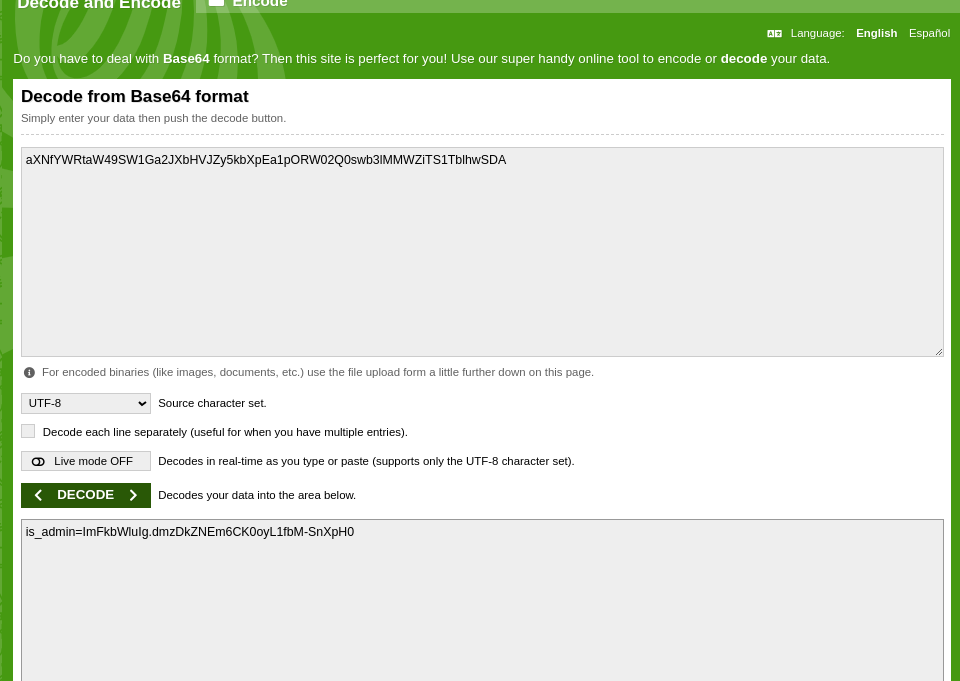 Decode and Encode
Encode
Language: English Español
Do you have to deal with Base64 format? Then this site is perfect for you! Use our super handy online tool to encode or decode your data.
Decode from Base64 format
Simply enter your data then push the decode button.
aXNfYWRtaW49SW1Ga2JXbHVJZy5kbXpEa1pORW02Q0swb3lMMWZiTS1TblhwSDA
For encoded binaries (like images, documents, etc.) use the file upload form a little further down on this page.
UTF-8 Source character set.
Decode each line separately (useful for when you have multiple entries).
Live mode OFF Decodes in real-time as you type or paste (supports only the UTF-8 character set).
DECODE Decodes your data into the area below.
is_admin=ImFkbWluIg.dmzDkZNEm6CK0oyL1fbM-SnXpH0